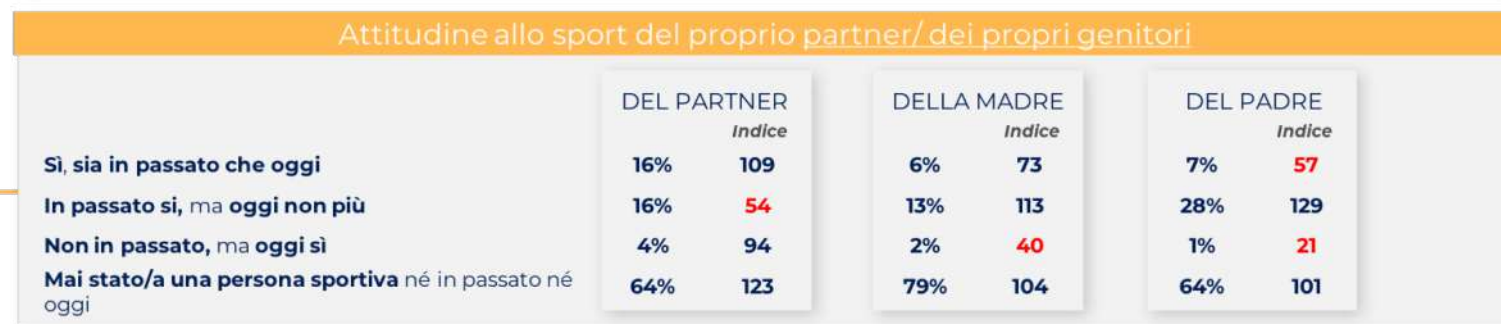 Attitudine allo sport del proprio partner/ dei propri genitori
DEL PARTNER DELLA MADRE DEL PADRE
Indice Indice Indice
Sì, sia in passato che oggi 16% 109 6% 73 7% 57
In passato si, ma oggi non più 16% 54 13% 113 28% 129
Non in passato, ma oggi sì 4% 94 2% 40 1% 21
Mai stato/a una persona sportiva né in passato né
oggi 64% 123 79% 104 64% 101